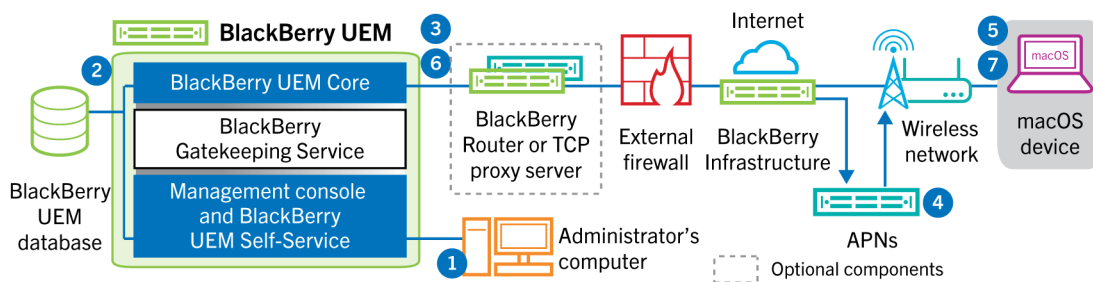 BlackBerry UEM
2
BlackBerry UEM Core
BlackBerry
Gatekeeping Service
Management console
and BlackBerry
UEM Self-Service
BlackBerry
UEM
database
3
6
BlackBerry
Router or TCP
proxy server
External
firewall
Internet
BlackBerry
Infrastructure
Wireless
network
5
7
macOS
macOS
device
4
APNs
1
Administrator's
computer
Optional components